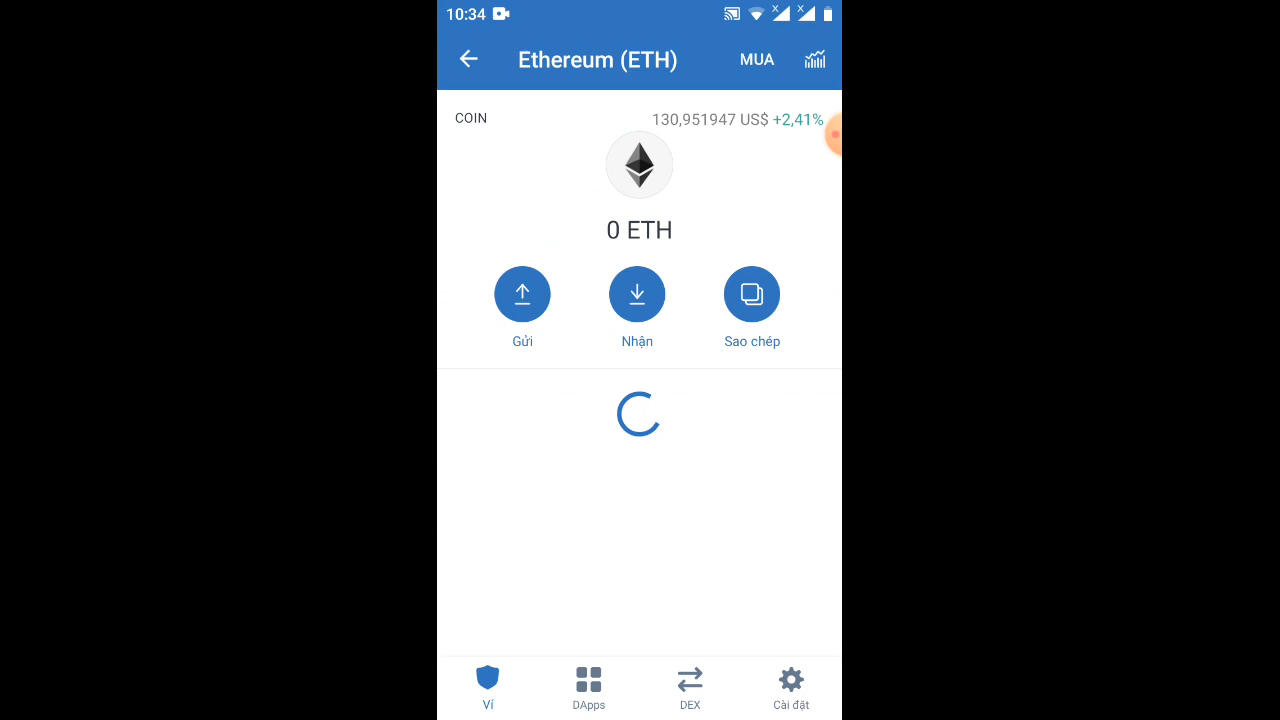 10:34
Ethereum (ETH)
MUA
COIN
130,951947 US$ +2,41%
0 ETH
Gửi
Nhận
Sao chép
Ví
DApps
DEX
Cài đặt